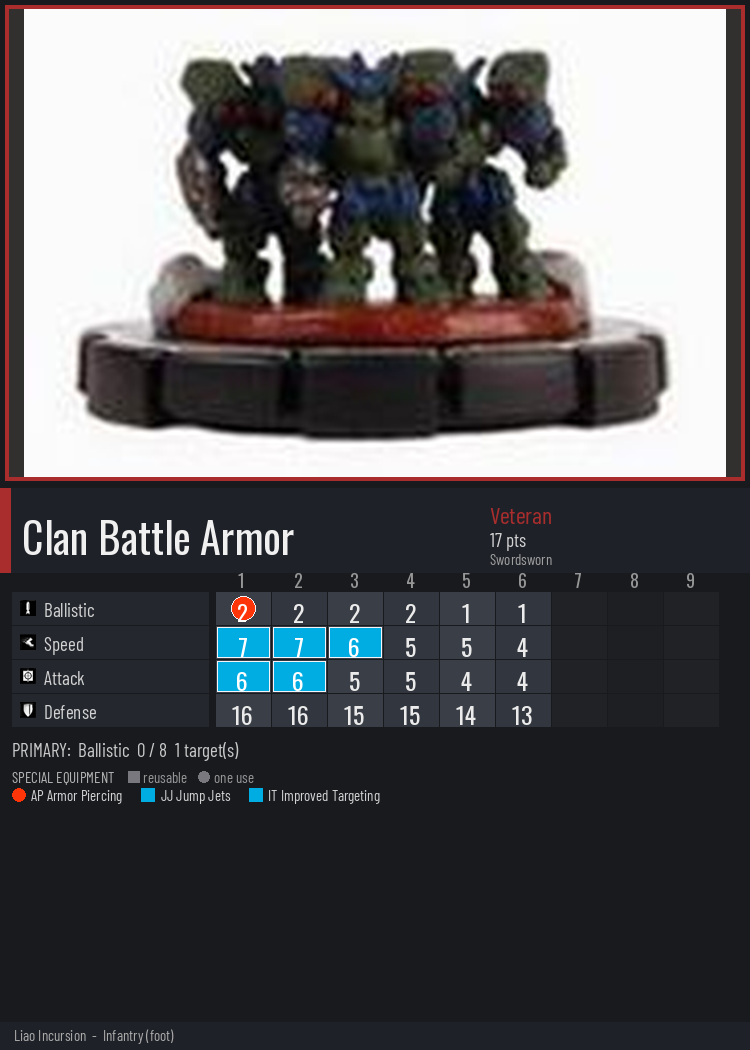 Clan Battle Armor
Veteran
17 pts
Swordsworn
1 2 3 4 5 6 7 8 9
Ballistic 2 2 2 2 1 1
Speed 7 7 6 5 5 4
Attack 6 6 5 5 4 4
Defense 16 16 15 15 14 13
PRIMARY: Ballistic 0 / 8 1 target(s)
SPECIAL EQUIPMENT reusable one use
AP Armor Piercing JJ Jump Jets IT Improved Targeting
Liao Incursion - Infantry (foot)